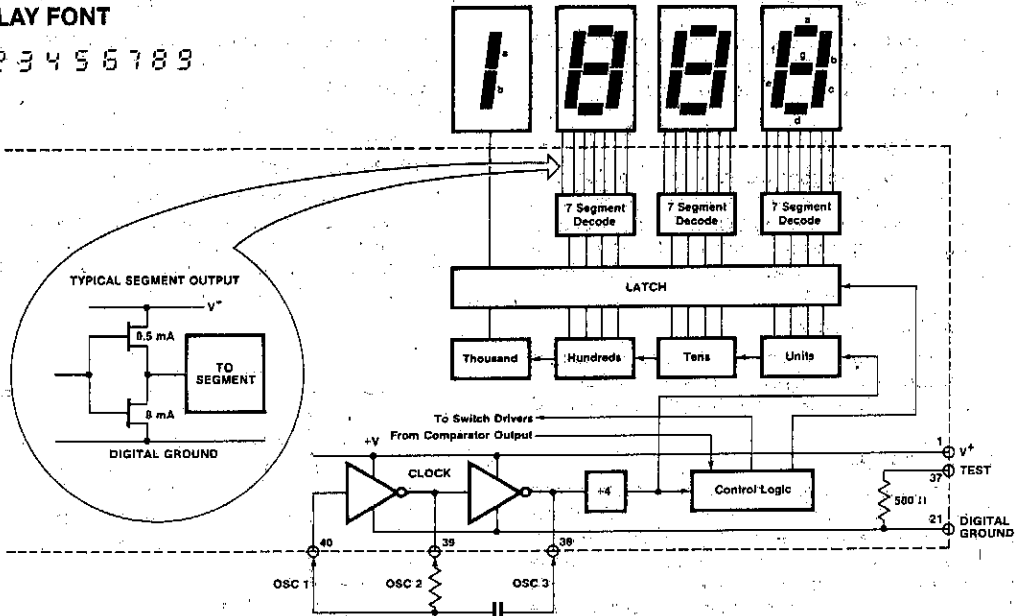 LAY FONT
2 3 4 5 6 7 8 9
a
b
a
f
g
b
e
c
d
7 Segment
Decode
7 Segment
Decode
7 Segment
Decode
TYPICAL SEGMENT OUTPUT
V+
0.5 mA
TO
SEGMENT
8 mA
DIGITAL GROUND
LATCH
Thousand
Hundreds
Tens
Units
To Switch Drivers
From Comparator Output
+V
CLOCK
÷4
Control Logic
1
V+
TEST
37
500 Ω
21
DIGITAL
GROUND
40
39
38
OSC 1
OSC 2
OSC 3